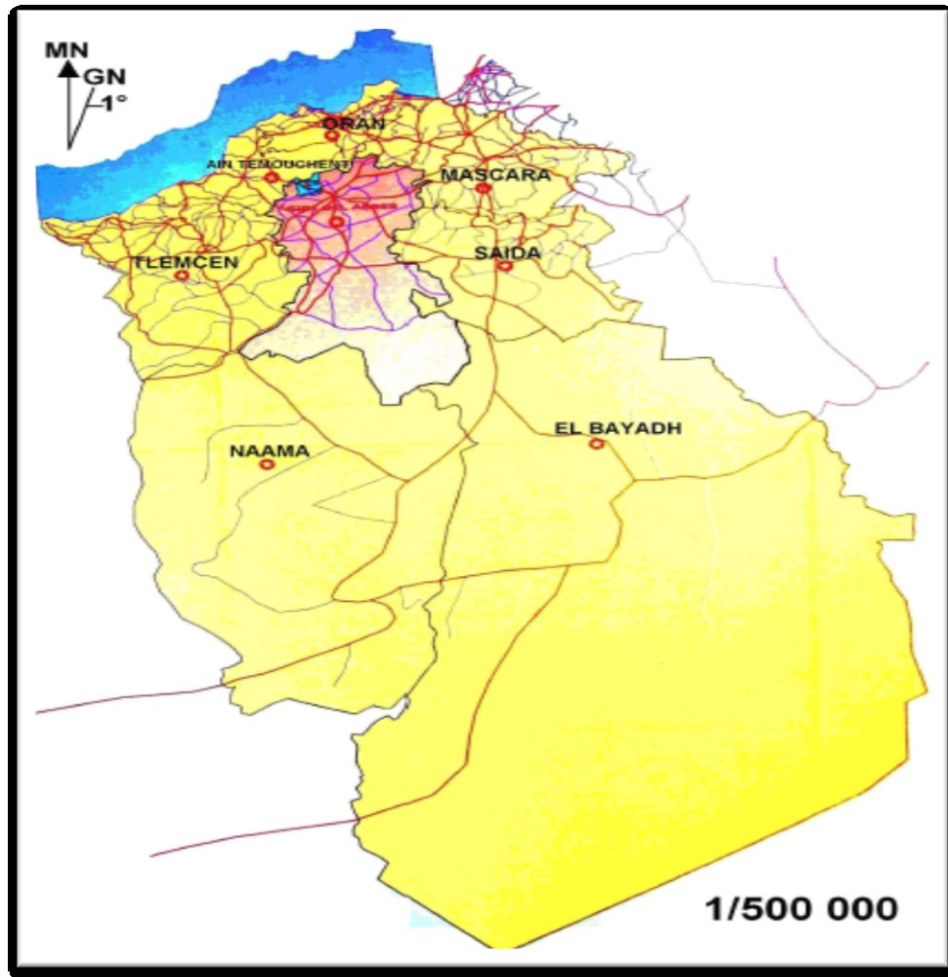 MN
GN
1°
ORAN
AIN TEMOUCHENT
MASCARA
SAIDA
TLEMCEN
EL BAYADH
NAAMA
1/500 000